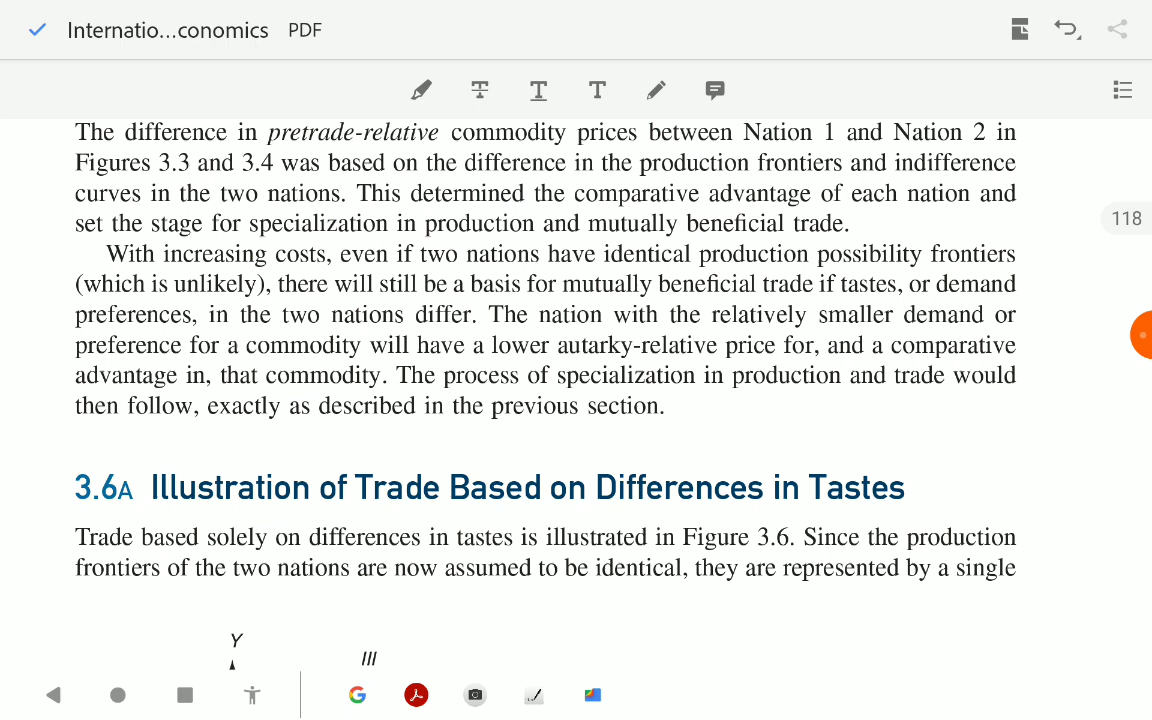 Internatio...conomics PDF
The difference in pretrade-relative commodity prices between Nation 1 and Nation 2 in
Figures 3.3 and 3.4 was based on the difference in the production frontiers and indifference
curves in the two nations. This determined the comparative advantage of each nation and
set the stage for specialization in production and mutually beneficial trade.
118
With increasing costs, even if two nations have identical production possibility frontiers
(which is unlikely), there will still be a basis for mutually beneficial trade if tastes, or demand
preferences, in the two nations differ. The nation with the relatively smaller demand or
preference for a commodity will have a lower autarky-relative price for, and a comparative
advantage in, that commodity. The process of specialization in production and trade would
then follow, exactly as described in the previous section.
3.6A Illustration of Trade Based on Differences in Tastes
Trade based solely on differences in tastes is illustrated in Figure 3.6. Since the production
frontiers of the two nations are now assumed to be identical, they are represented by a single
Y
III